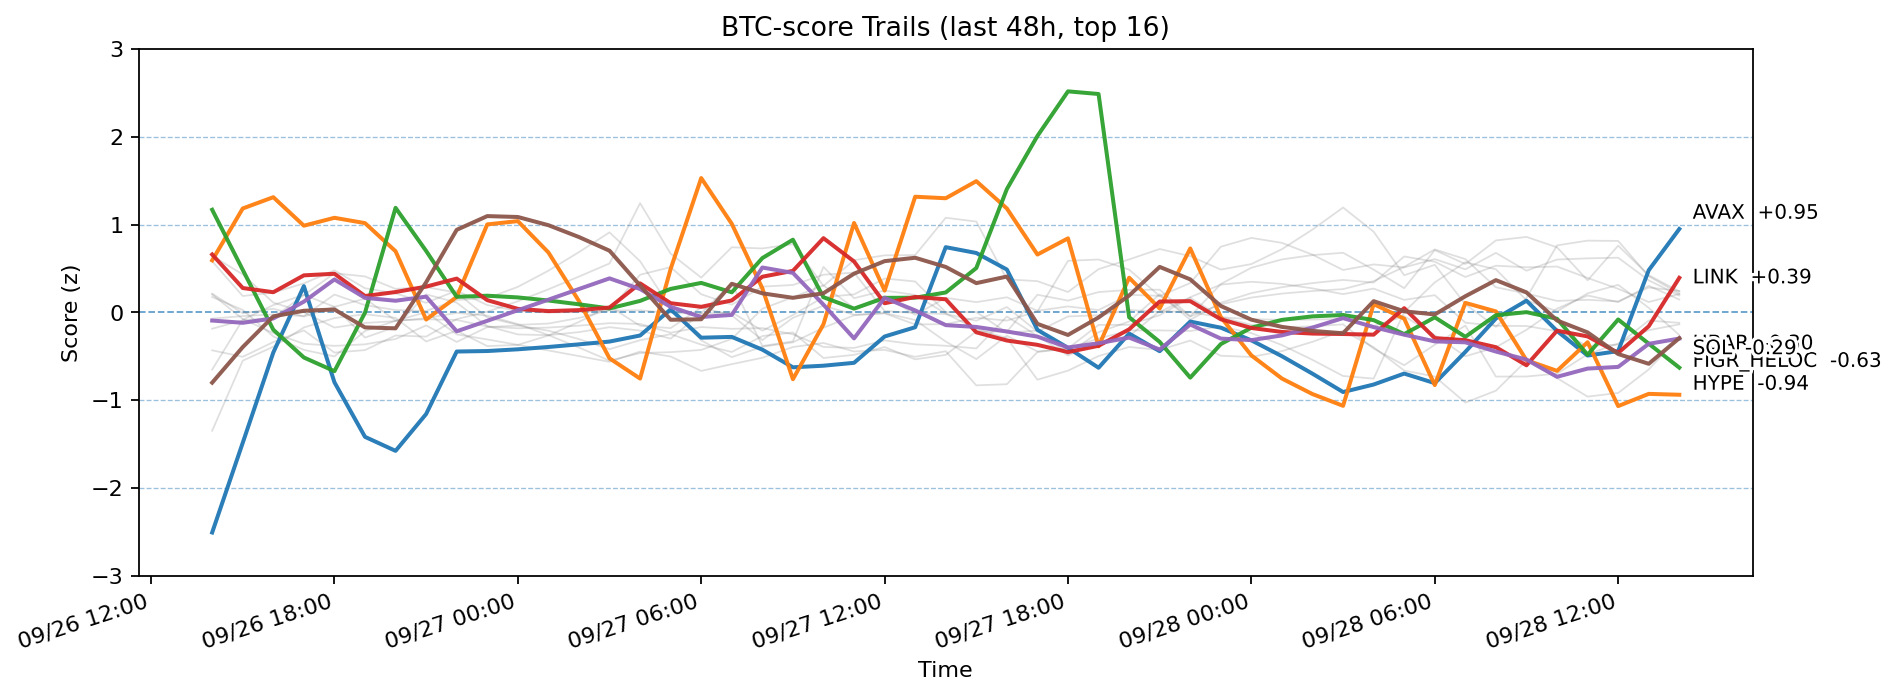 BTC-score Trails (last 48h, top 16)
3
2
1
0
−1
−2
−3
Score (z)
AVAX +0.95
LINK +0.39
SOL -0.29
FIGR_HELOC -0.63
HYPE -0.94
09/26 12:00
09/26 18:00
09/27 00:00
09/27 06:00
09/27 12:00
09/27 18:00
09/28 00:00
09/28 06:00
09/28 12:00
Time